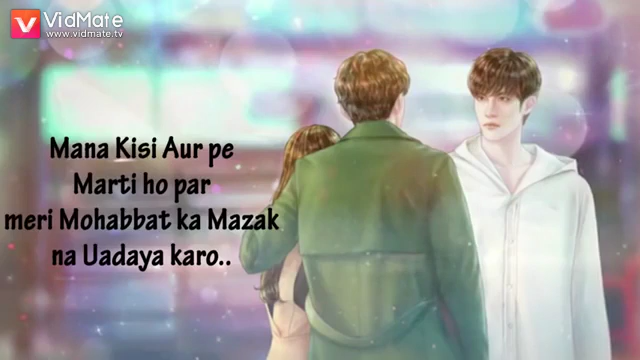 VidMate
www.vidmate.tv
Mana Kisi Aur pe
Marti ho par
meri Mohabbat ka Mazak
na Uadaya karo..